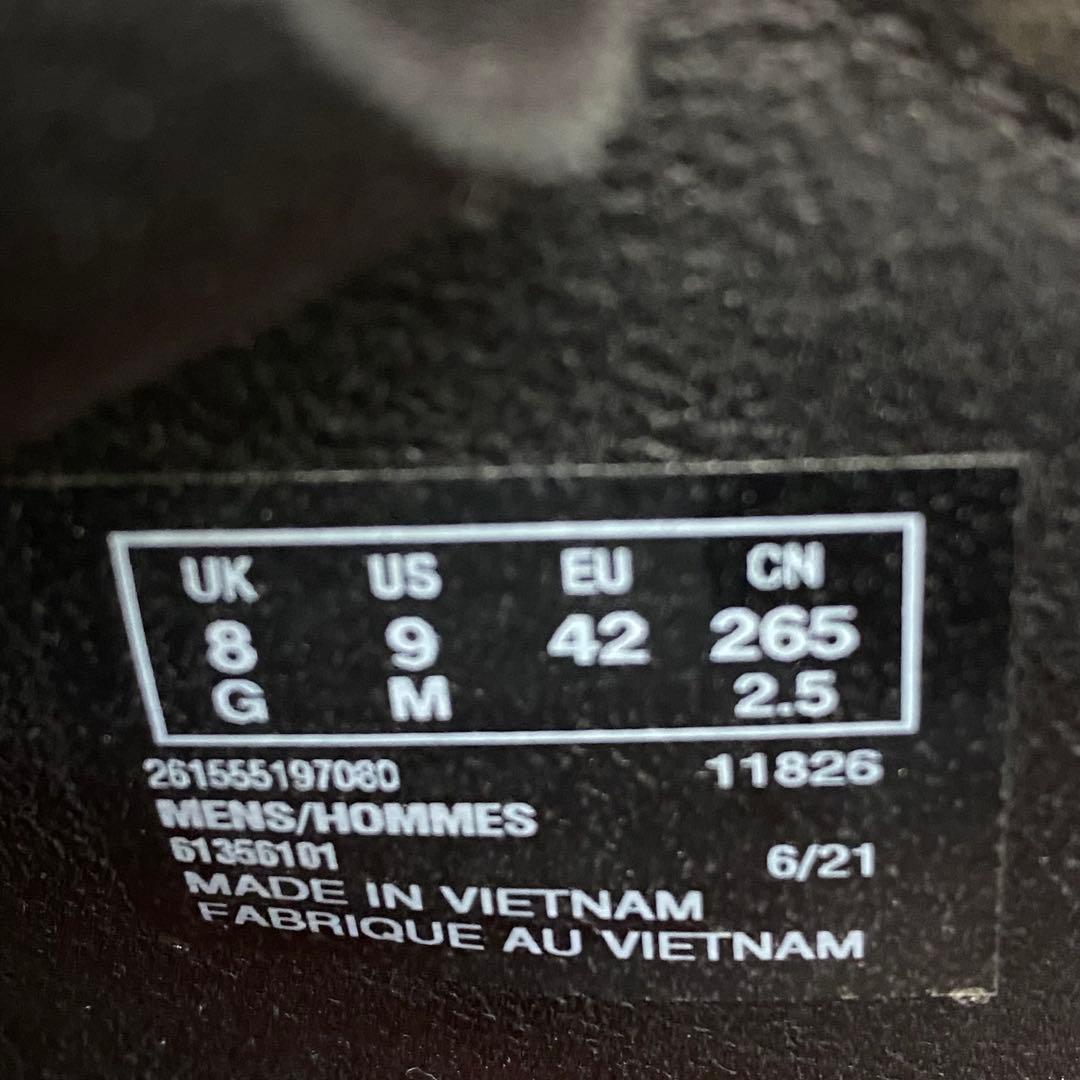 UK US EU CN
8 9 42 265
G M 2.5
261555197080 11826
MENS/HOMMES
61356101 6/21
MADE IN VIETNAM
FABRIQUE AU VIETNAM